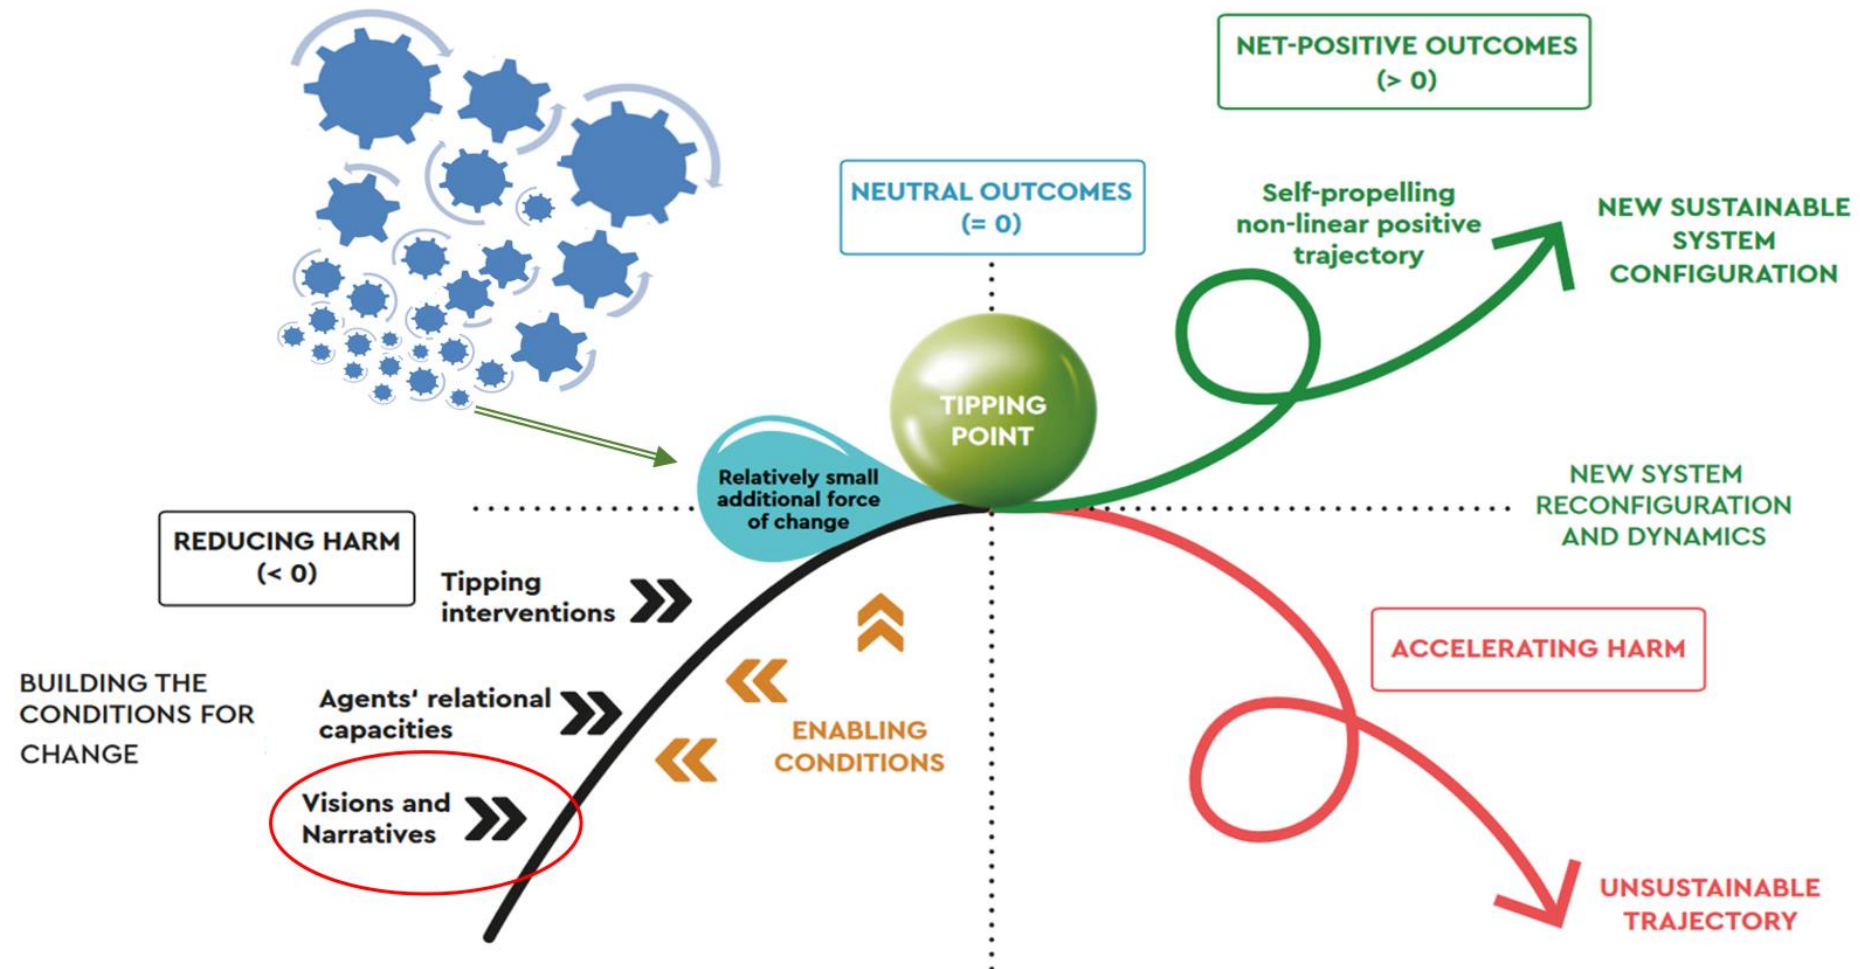 NET-POSITIVE OUTCOMES
(> 0)
NEUTRAL OUTCOMES
(= 0)
Self-propelling
non-linear positive
trajectory
NEW SUSTAINABLE
SYSTEM
CONFIGURATION
TIPPING
POINT
Relatively small
additional force
of change
NEW SYSTEM
RECONFIGURATION
AND DYNAMICS
REDUCING HARM
(< 0)
Tipping
interventions
ACCELERATING HARM
BUILDING THE
CONDITIONS FOR
CHANGE
Agents‘ relational
capacities
ENABLING
CONDITIONS
Visions and
Narratives
UNSUSTAINABLE
TRAJECTORY